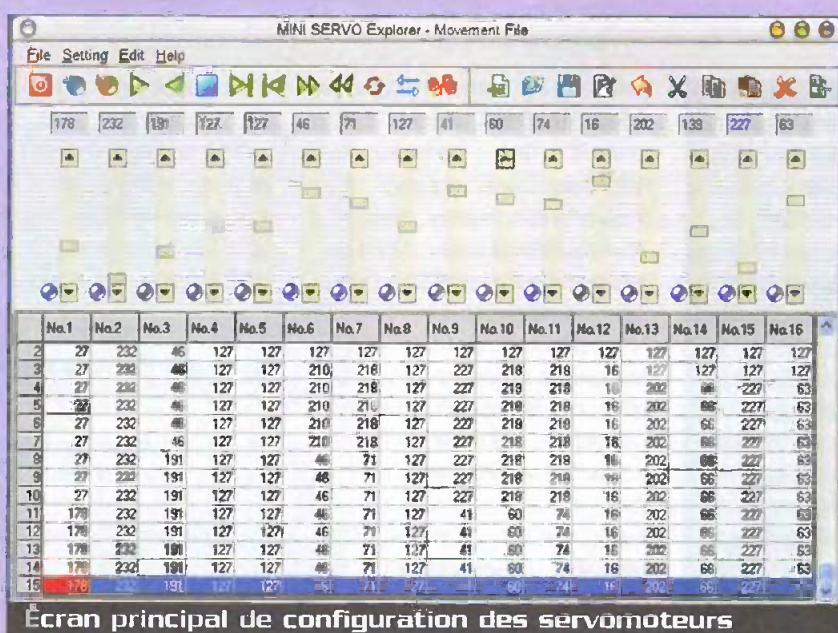 MINI SERVO Explorer - Movement File
File Setting Edit Help
178 232 191 127 127 46 71 127 41 60 74 16 202 139 227 63
No.1 No.2 No.3 No.4 No.5 No.6 No.7 No.8 No.9 No.10 No.11 No.12 No.13 No.14 No.15 No.16
2 27 232 46 127 127 127 127 127 127 127 127 127 127 127 127 127
3 27 232 46 127 127 210 218 127 227 218 218 16 127 127 127 127
4 27 232 46 127 127 210 218 127 227 218 218 16 202 66 227 63
5 27 232 46 127 127 210 218 127 227 218 218 16 202 66 227 63
6 27 232 46 127 127 210 218 127 227 218 218 16 202 66 227 63
7 27 232 46 127 127 210 218 127 227 218 218 16 202 66 227 63
8 27 232 191 127 127 46 71 127 227 218 218 16 202 66 227 63
9 27 232 191 127 127 46 71 127 227 218 218 16 202 66 227 63
10 27 232 191 127 127 46 71 127 227 218 218 16 202 66 227 63
11 178 232 191 127 127 46 71 127 41 60 74 16 202 66 227 63
12 178 232 191 127 127 46 71 127 41 60 74 16 202 66 227 63
13 178 232 191 127 127 46 71 127 41 60 74 16 202 66 227 63
14 178 232 191 127 127 46 71 127 41 60 74 16 202 66 227 63
15 178 191 127 127 71 60 74 16 202 66 227
Écran principal de configuration des servomoteurs